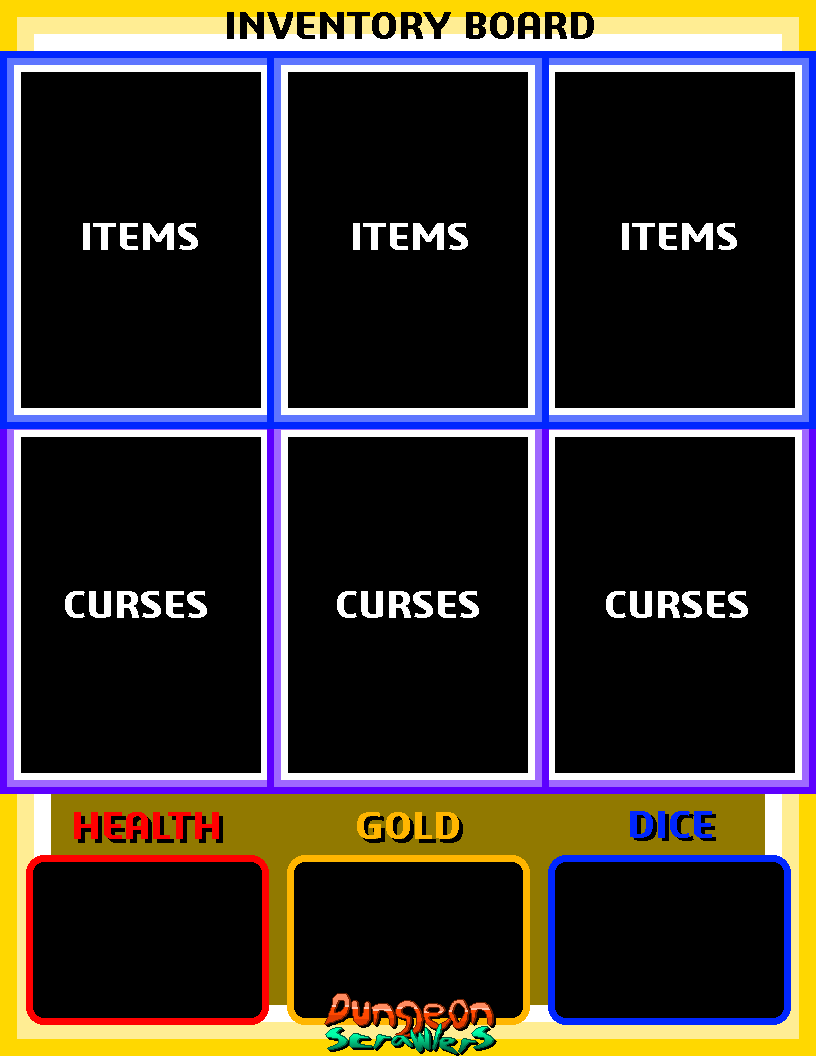 INVENTORY BOARD
ITEMS ITEMS ITEMS
CURSES CURSES CURSES
HEALTH GOLD DICE
Dungeon
Scrawlers